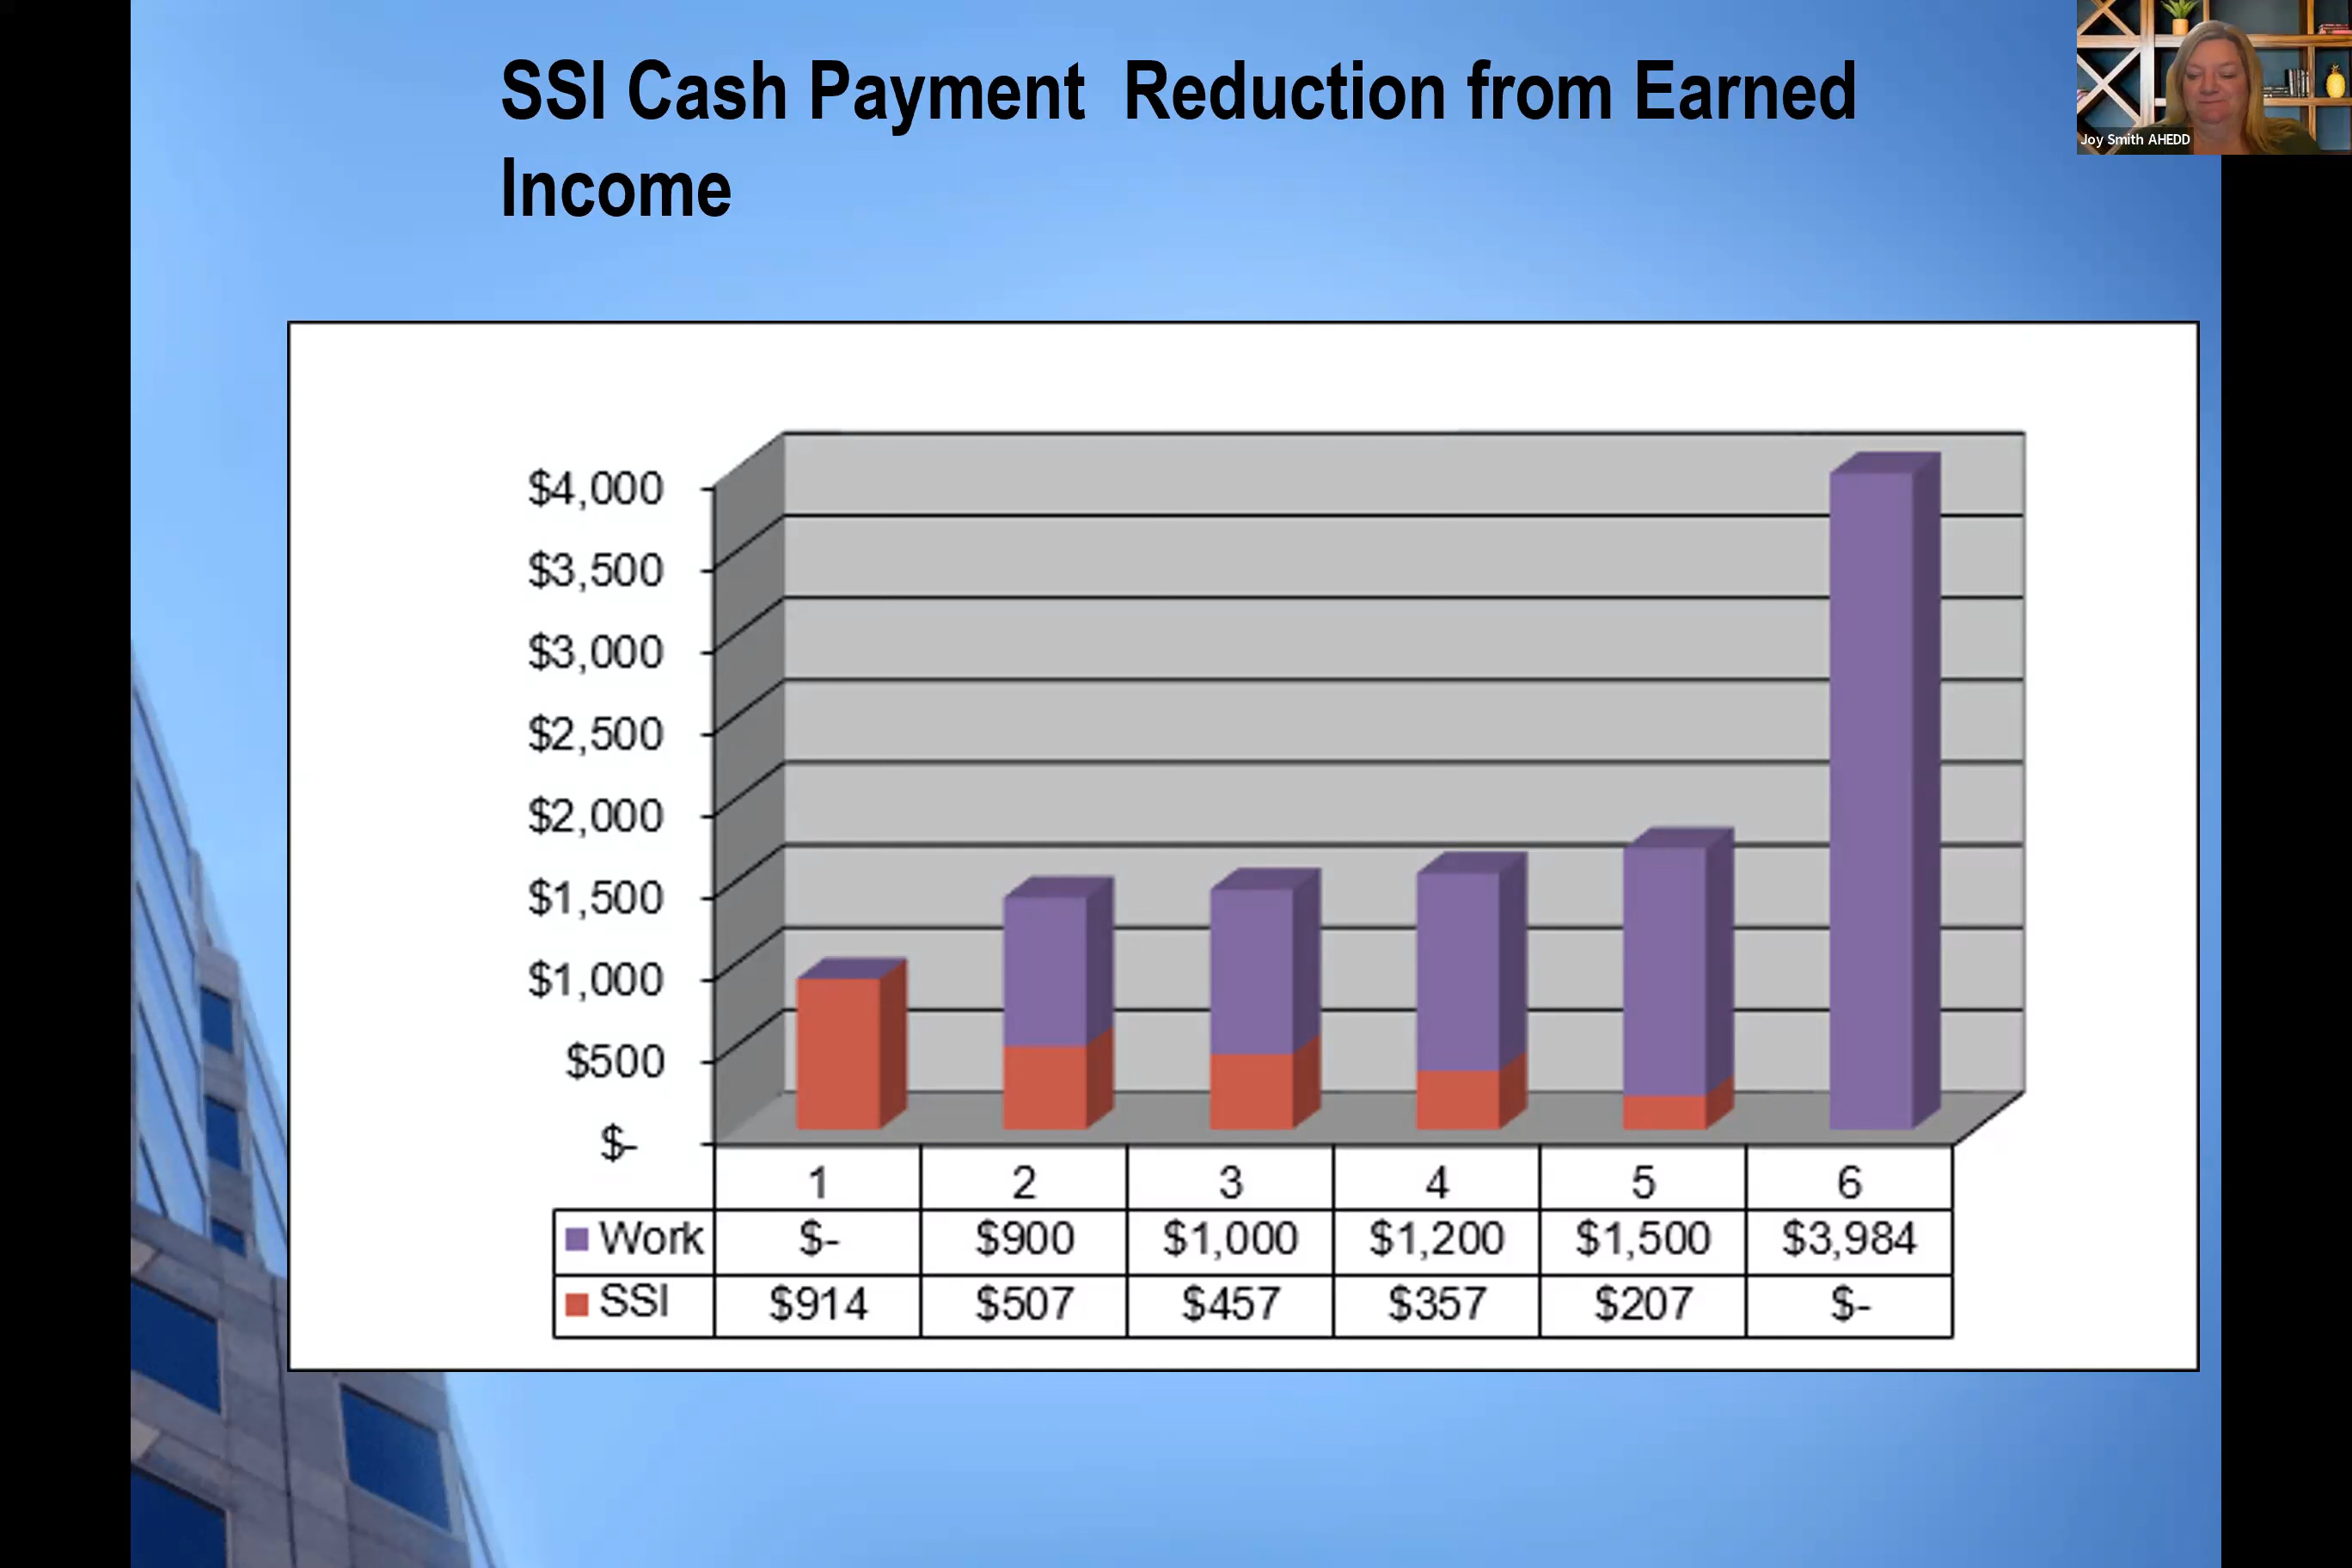 SSI Cash Payment  Reduction from Earned
Income
Joy Smith AHEDD
$4,000
$3,500
$3,000
$2,500
$2,000
$1,500
$1,000
$500
$-
1 2 3 4 5 6
Work $- $900 $1,000 $1,200 $1,500 $3,984
SSI $914 $507 $457 $357 $207 $-